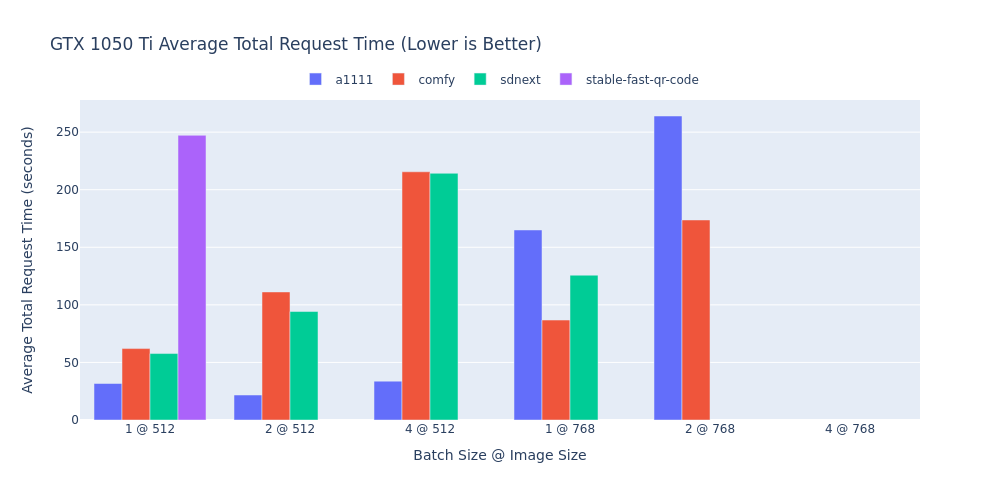 GTX 1050 Ti Average Total Request Time (Lower is Better)
a1111 comfy sdnext stable-fast-qr-code
Average Total Request Time (seconds)
250
200
150
100
50
0
1 @ 512 2 @ 512 4 @ 512 1 @ 768 2 @ 768 4 @ 768
Batch Size @ Image Size